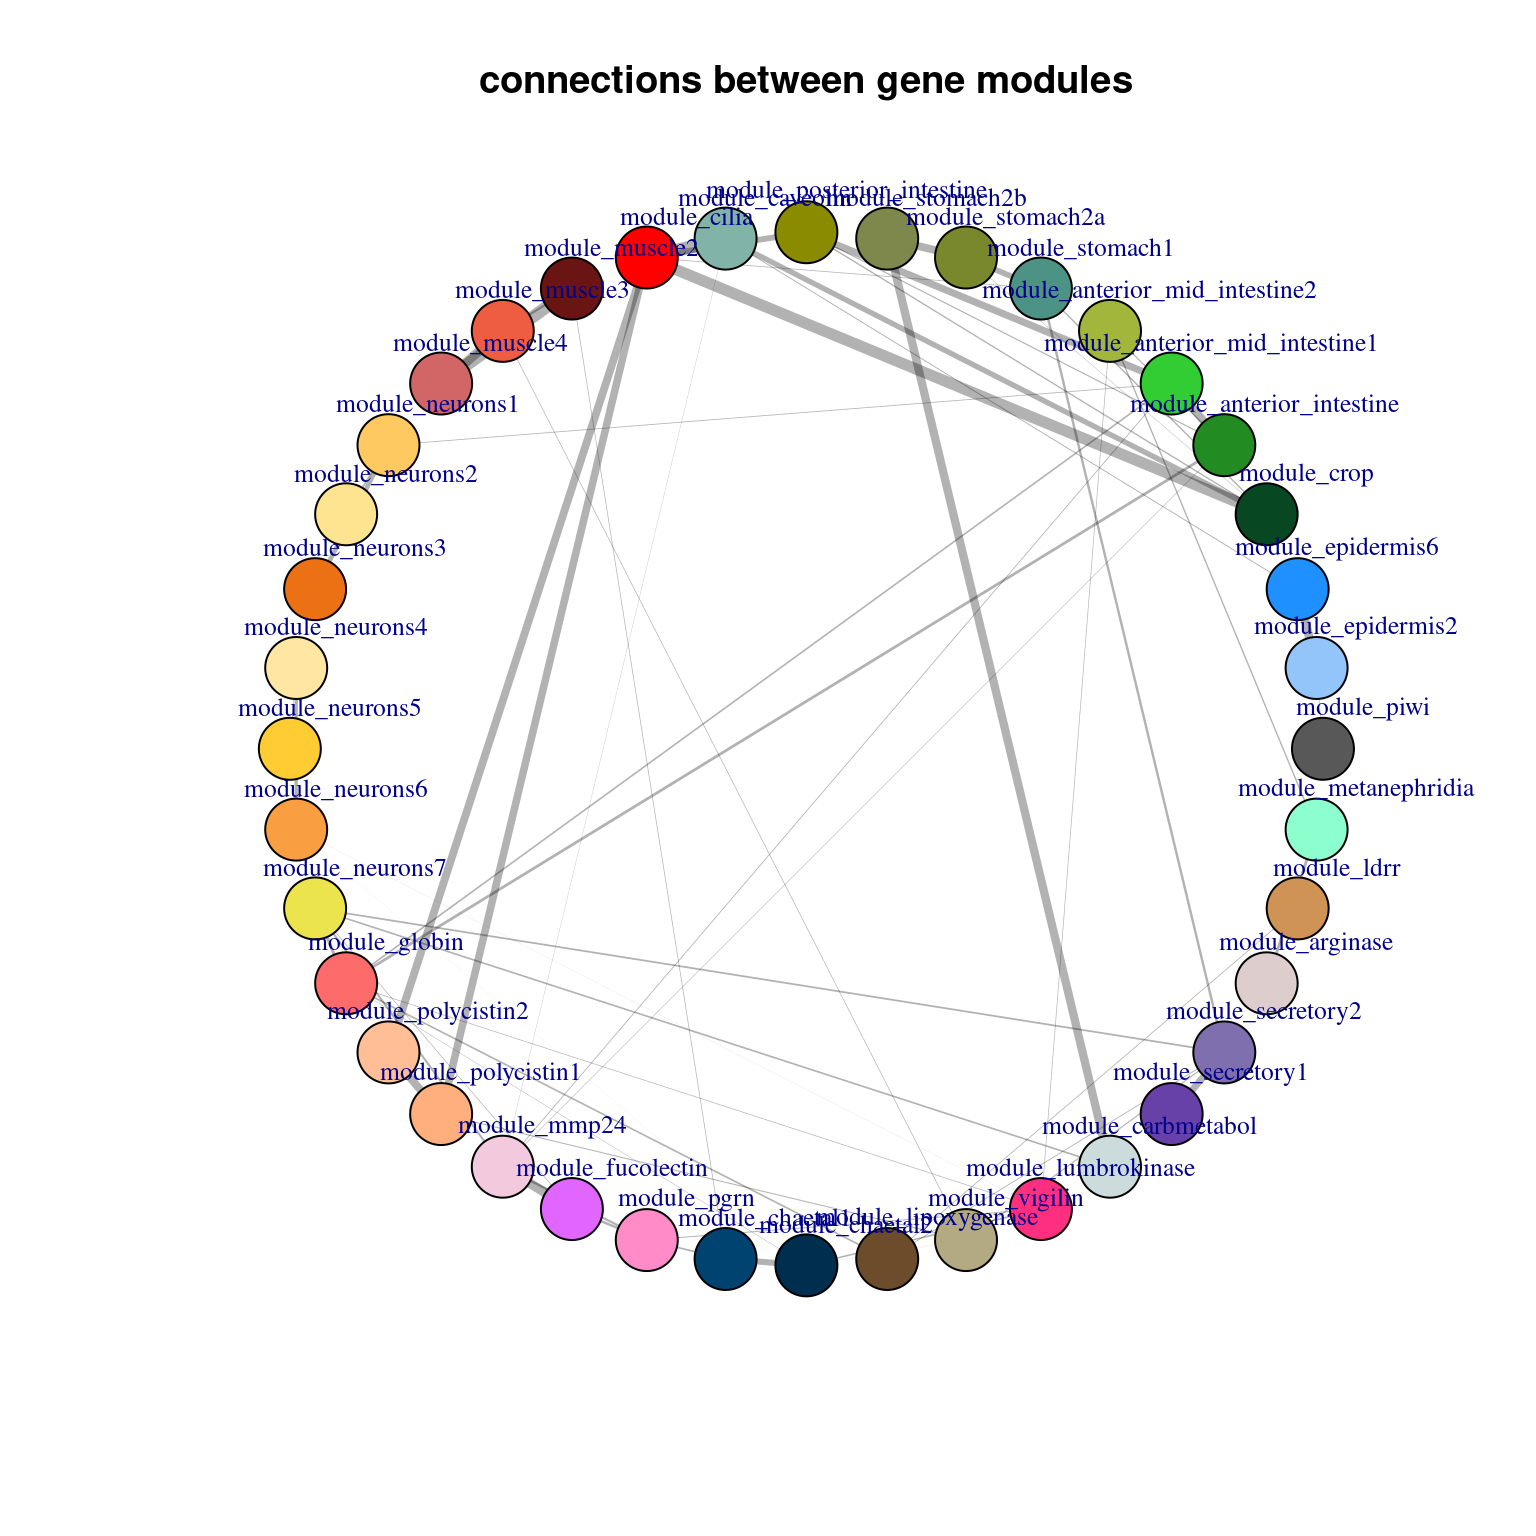 connections between gene modules
module_posterior_intestine
module_caveolin
module_stomach2b
module_cilia
module_stomach2a
module_muscle2
module_stomach1
module_muscle3
module_anterior_mid_intestine2
module_muscle4
module_anterior_mid_intestine1
module_neurons1
module_anterior_intestine
module_neurons2
module_crop
module_neurons3
module_epidermis6
module_neurons4
module_epidermis2
module_neurons5
module_piwi
module_neurons6
module_metanephridia
module_neurons7
module_ldrr
module_globin
module_arginase
module_polycistin2
module_secretory2
module_polycistin1
module_secretory1
module_mmp24
module_carbmetabol
module_fucolectin
module_lumbrokinase
module_pgrn
module_vigilin
module_chaetal1
module_lipoxygenase
module_chaetal2